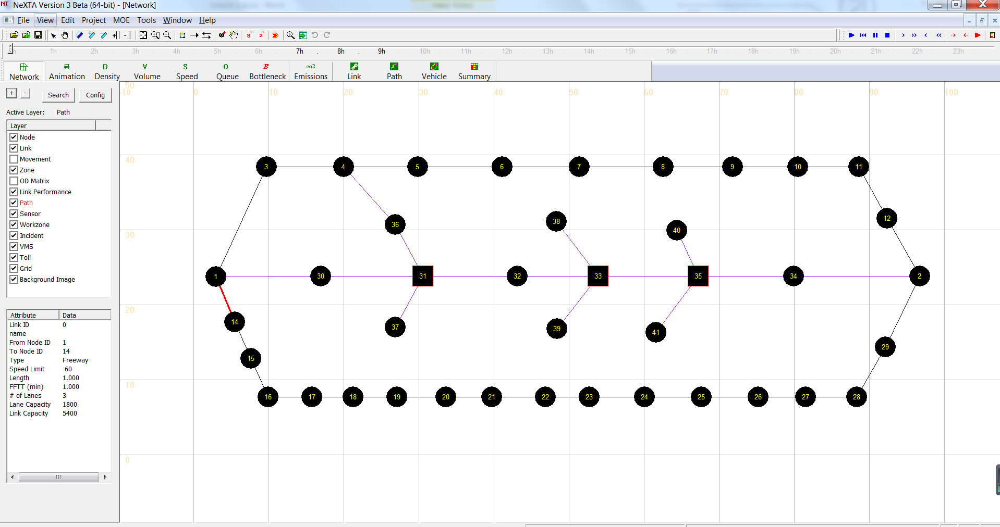 NT NeXTA Version 3 Beta (64-bit) - [Network]
File View Edit Project MOE Tools Window Help
1h 2h 3h 4h 5h 6h 7h 8h 9h 10h 11h 12h 13h 14h 15h 16h 17h 18h 19h 20h 21h 22h 23h
D V S Q B co2
Network Animation Density Volume Speed Queue Bottleneck Emissions Link Path Vehicle Summary
+ - Search Config
Active Layer: Path
Layer
Node
Link
Movement
Zone
OD Matrix
Link Performance
Path
Sensor
Workzone
Incident
VMS
Toll
Grid
Background Image
Attribute Data
Link ID 0
name
From Node ID 1
To Node ID 14
Type Freeway
Speed Limit 60
Length 1.000
FFTT (min) 1.000
# of Lanes 3
Lane Capacity 1800
Link Capacity 5400
50
-10 0 10 20 30 40 50 60 70 80 90 100
40
3 4 5 6 7 8 9 10 11
12
38
36
40
30
1 30 31 32 33 35 34 2
20
14
37 39 41
29
15
10
16 17 18 19 20 21 22 23 24 25 26 27 28
0